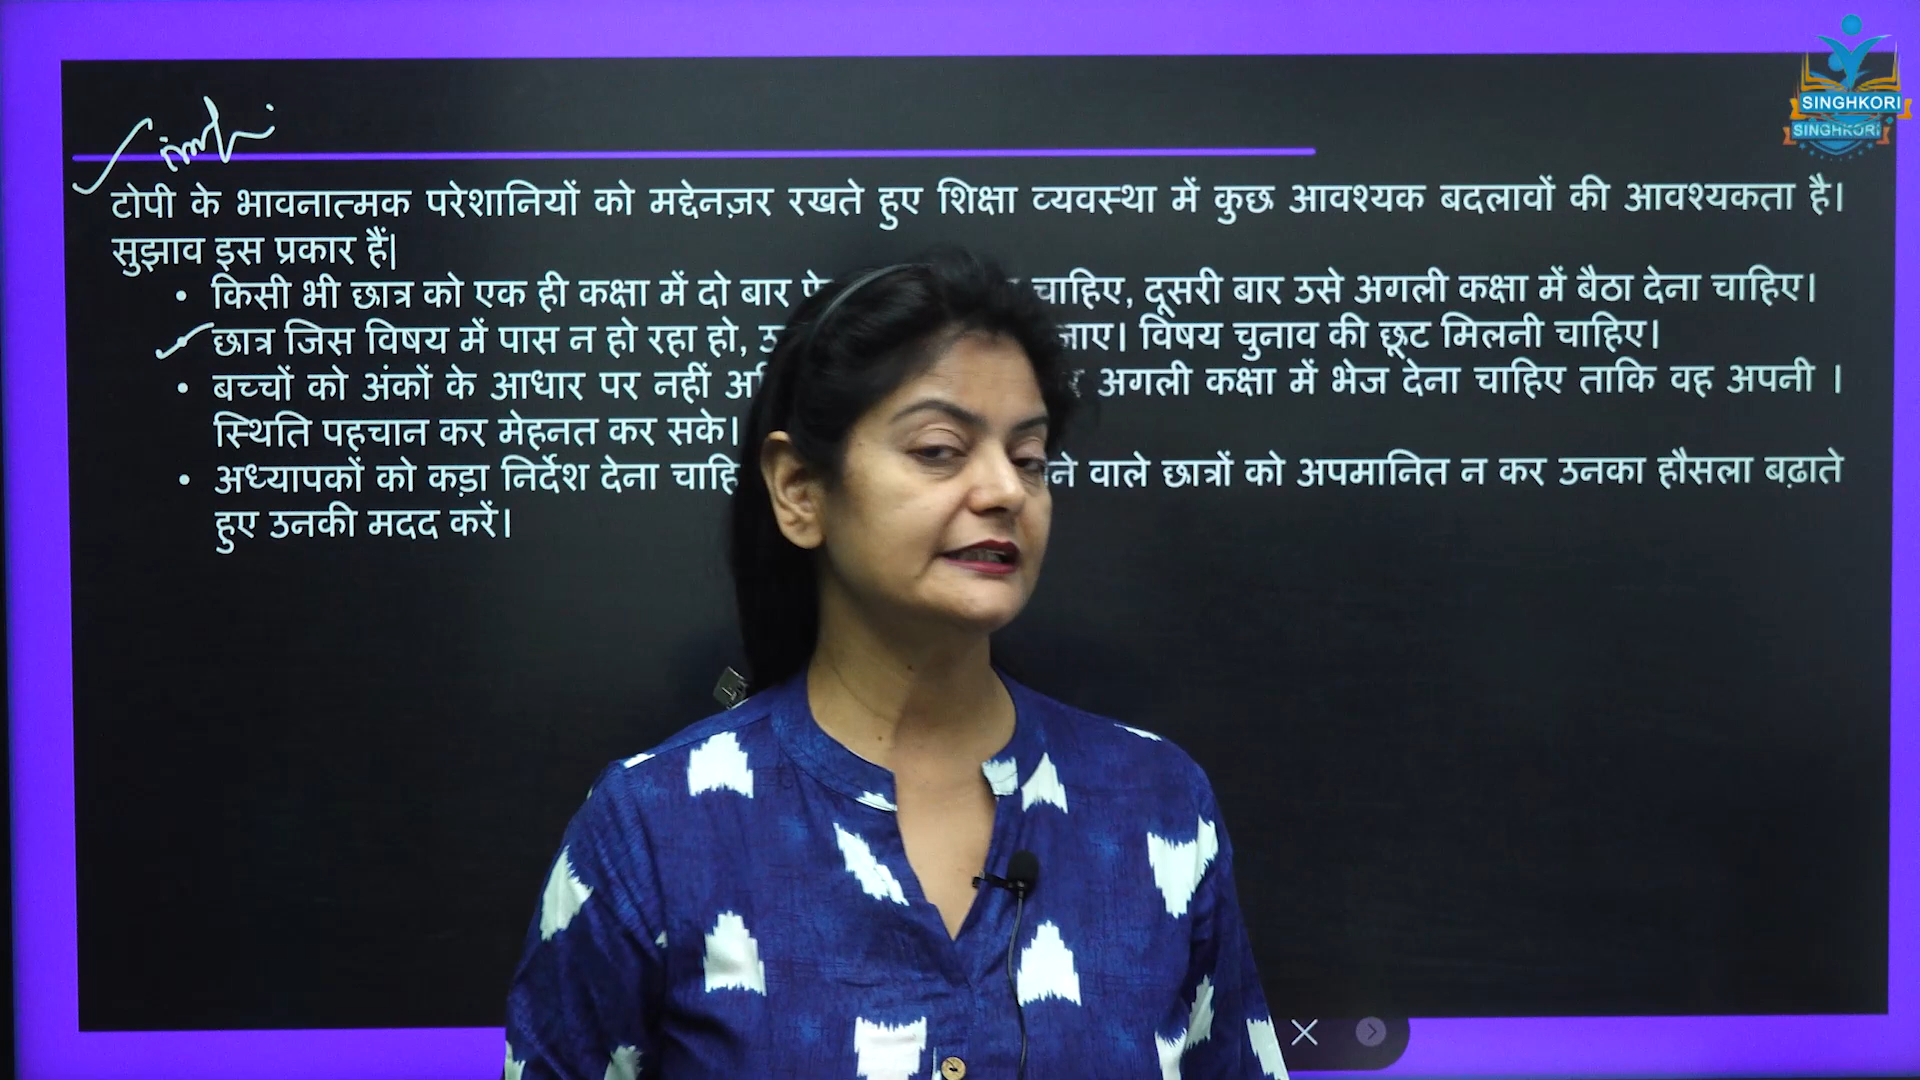 SINGHKORI
SINGHKORI
टोपी के भावनात्मक परेशानियों को मद्देनज़र रखते हुए शिक्षा व्यवस्था में कुछ आवश्यक बदलावों की आवश्यकता है।
सुझाव इस प्रकार हैं|
• किसी भी छात्र को एक ही कक्षा में दो बार चाहिए, दूसरी बार उसे अगली कक्षा में बैठा देना चाहिए।
छात्र जिस विषय में पास न हो रहा हो, जाए। विषय चुनाव की छूट मिलनी चाहिए।
• बच्चों को अंकों के आधार पर नहीं अगली कक्षा में भेज देना चाहिए ताकि वह अपनी ।
स्थिति पहचान कर मेहनत कर सके।
• अध्यापकों को कड़ा निर्देश देना वाले छात्रों को अपमानित न कर उनका हौसला बढ़ाते
हुए उनकी मदद करें।